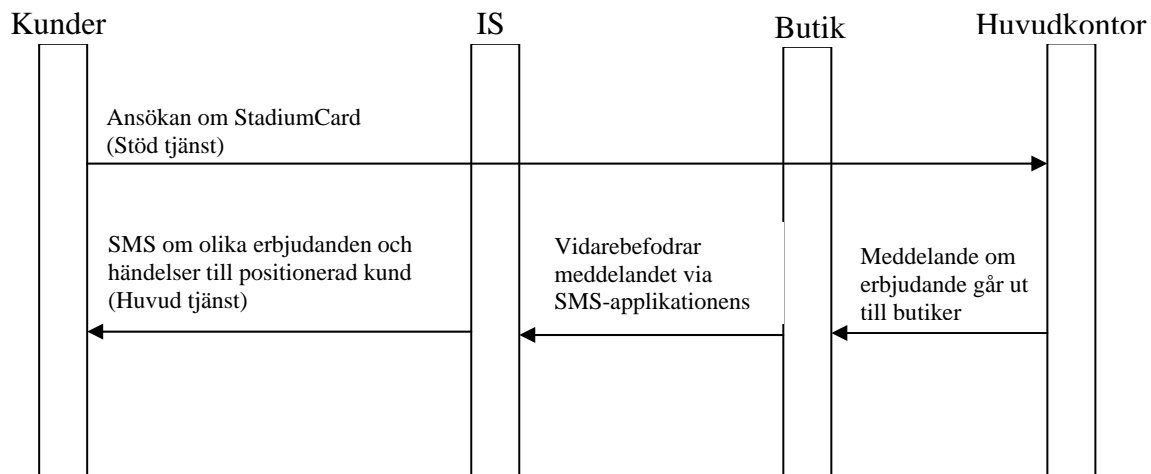 Kunder
IS
Butik
Huvudkontor
Ansökan om StadiumCard
(Stöd tjänst)
SMS om olika erbjudanden och
händelser till positionerad kund
(Huvud tjänst)
Vidarebefodrar
meddelandet via
SMS-applikationens
Meddelande om
erbjudande går ut
till butiker